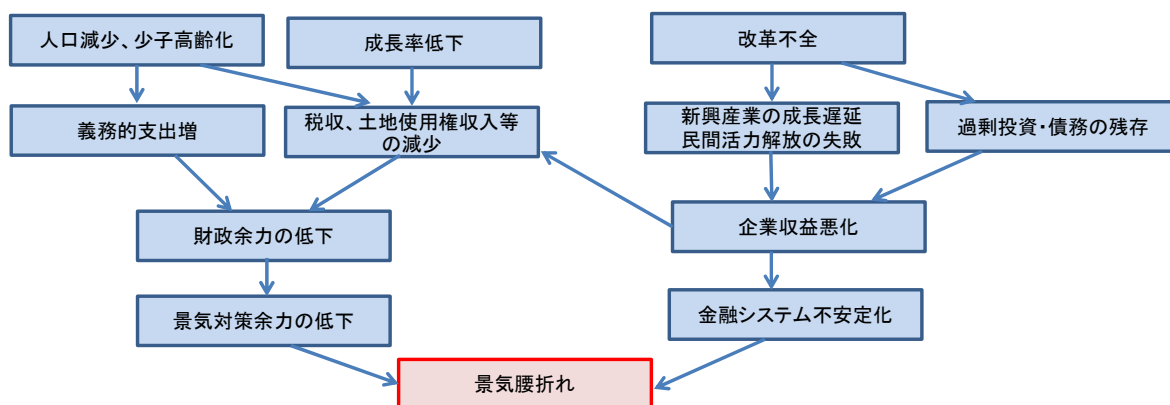 人口減少、少子高齢化
成長率低下
改革不全
義務的支出増
税収、土地使用権収入等
の減少
新興産業の成長遅延
民間活力解放の失敗
過剰投資・債務の残存
財政余力の低下
企業収益悪化
景気対策余力の低下
金融システム不安定化
景気腰折れ